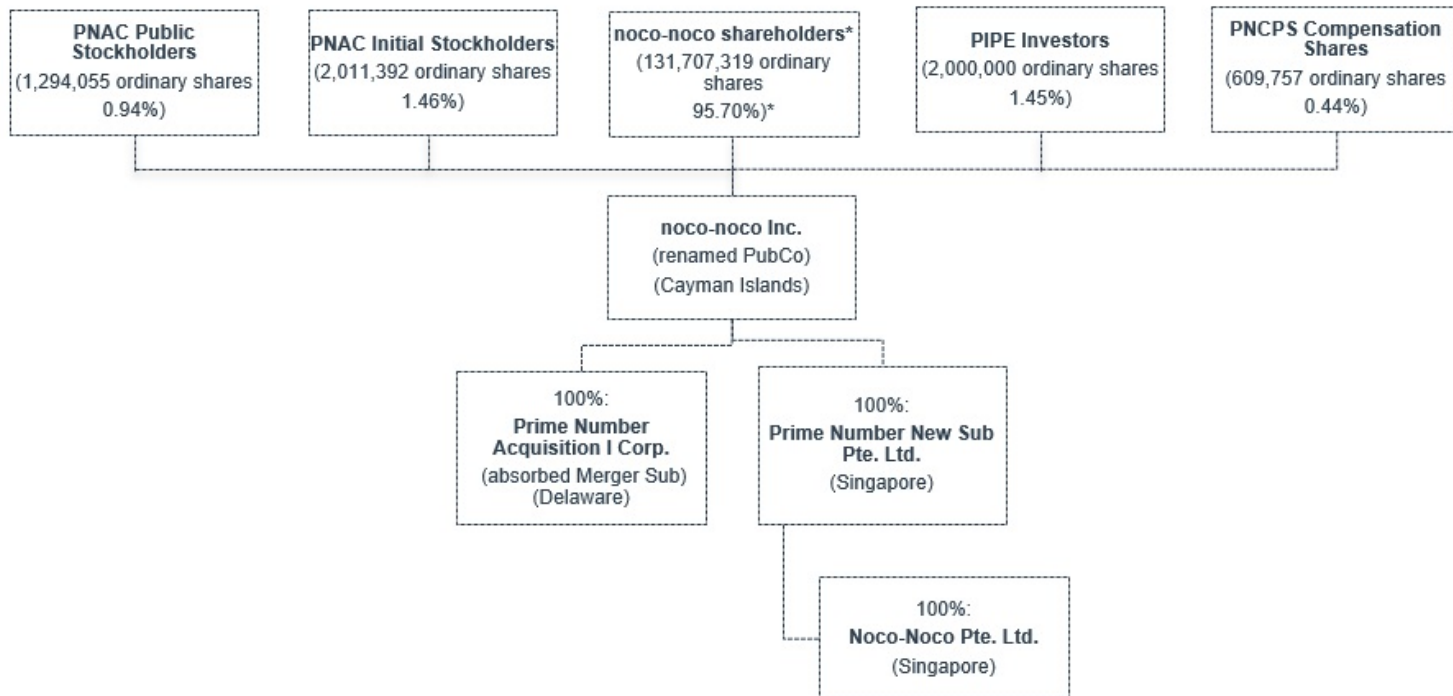 PNAC Public
Stockholders
(1,294,055 ordinary shares
0.94%)
PNAC Initial Stockholders
(2,011,392 ordinary shares
1.46%)
noco-noco shareholders*
(131,707,319 ordinary
shares
95.70%)*
PIPE Investors
(2,000,000 ordinary shares
1.45%)
PNCPS Compensation
Shares
(609,757 ordinary shares
0.44%)
noco-noco Inc.
(renamed PubCo)
(Cayman Islands)
100%:
Prime Number
Acquisition I Corp.
(absorbed Merger Sub)
(Delaware)
100%:
Prime Number New Sub
Pte. Ltd.
(Singapore)
100%:
Noco-Noco Pte. Ltd.
(Singapore)